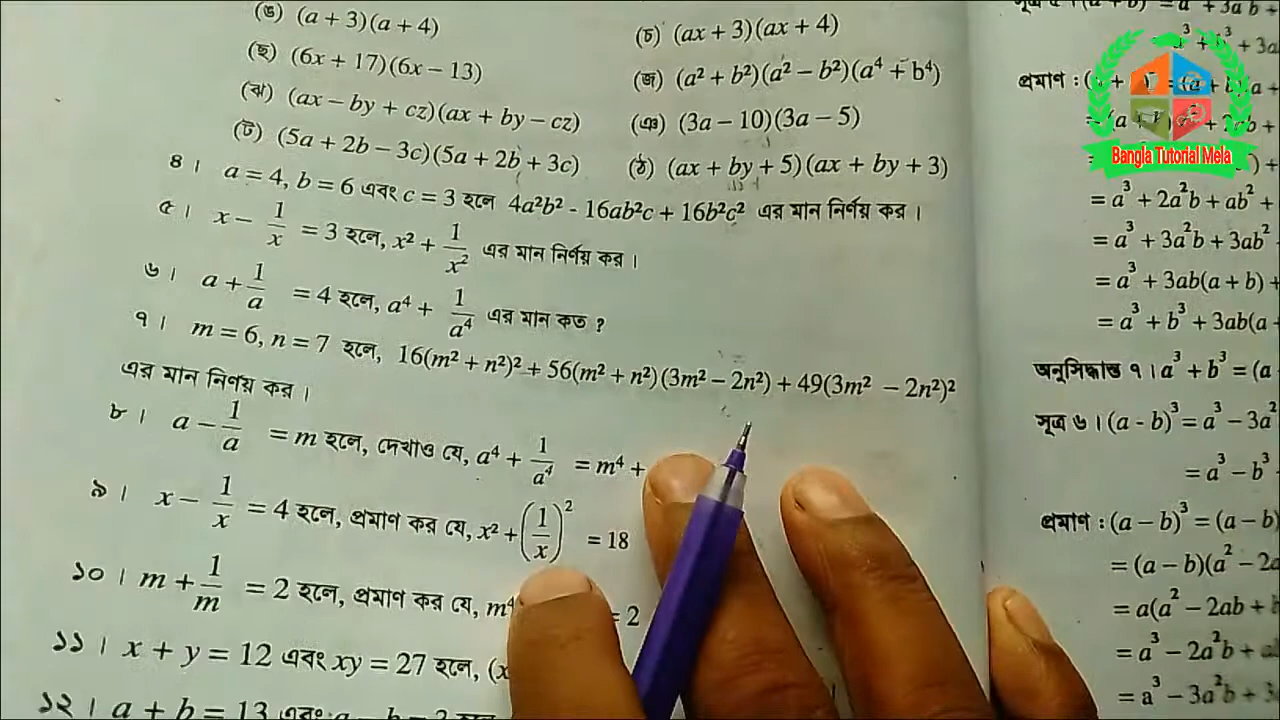 (ঙ) (a + 3)(a + 4)
(চ) (ax + 3)(ax + 4)
(ছ) (6x + 17)(6x − 13)
(জ) (a² + b²)(a² − b²)(a⁴ + b⁴)
(ঝ) (ax − by + cz)(ax + by − cz)
(ঞ) (3a − 10)(3a − 5)
(ট) (5a + 2b − 3c)(5a + 2b + 3c)
(ঠ) (ax + by + 5)(ax + by + 3)
৪। a = 4, b = 6 এবং c = 3 হলে 4a²b² - 16ab²c + 16b²c² এর মান নির্ণয় কর।
৫। x − 1/x = 3 হলে, x² + 1/x² এর মান নির্ণয় কর।
৬। a + 1/a = 4 হলে, a⁴ + 1/a⁴ এর মান কত ?
৭। m = 6, n = 7 হলে, 16(m² + n²)² + 56(m² + n²)(3m² − 2n²) + 49(3m² − 2n²)²
এর মান নির্ণয় কর।
৮। a − 1/a = m হলে, দেখাও যে, a⁴ + 1/a⁴ = m⁴ +
৯। x − 1/x = 4 হলে, প্রমাণ কর যে, x² + (1/x)² = 18
১০। m + 1/m = 2 হলে, প্রমাণ কর যে, m⁴ = 2
১১। x + y = 12 এবং xy = 27 হলে, (x
১২। a + b = 13 এবং
= a³ + 2a²b + ab² +
= a³ + 3a²b + 3ab²
= a³ + 3ab(a + b) +
= a³ + b³ + 3ab(a
অনুসিদ্ধান্ত ১। a³ + b³ = (a
সূত্র ৬। (a - b)³ = a³ − 3a²
= a³ − b³
প্রমাণ : (a − b)³ = (a − b)
= (a − b)(a² − 2a
= a(a² − 2ab +
= a³ − 2a²b +
= a³ − 3a²b + 3
Bangla Tutorial Mela